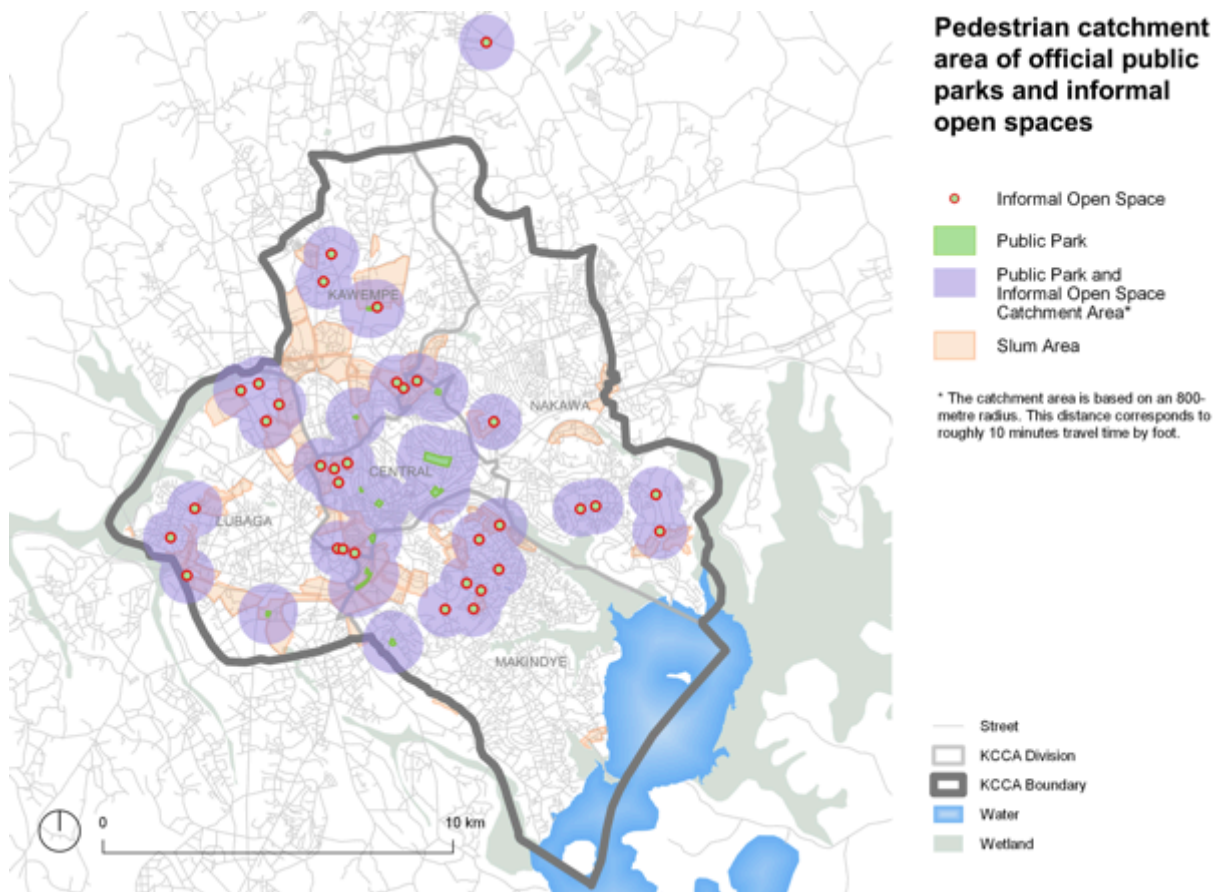 Pedestrian catchment
area of official public
parks and informal
open spaces
Informal Open Space
Public Park
Public Park and
Informal Open Space
Catchment Area*
Slum Area
* The catchment area is based on an 800-
metre radius. This distance corresponds to
roughly 10 minutes travel time by foot.
KAWEMPE
NAKAWA
CENTRAL
LUBAGA
MAKINDYE
0
10 km
Street
KCCA Division
KCCA Boundary
Water
Wetland